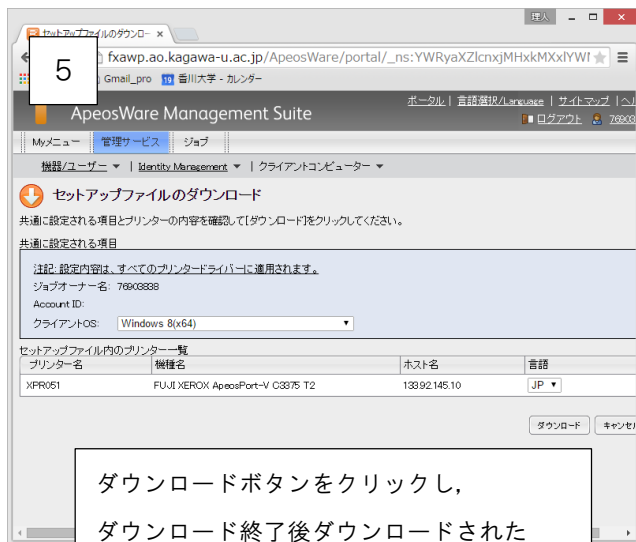 理人
セットアップファイルのダウンロー ×
5
fxawp.ao.kagawa-u.ac.jp/ApeosWare/portal/_ns:YWRyaXZlcnxjMHxkMXxlYWI
Gmail_pro 19 香川大学 - カレンダー
ApeosWare Management Suite
ポータル | 言語選択/Language | サイトマップ | ヘル
ログアウト 76903
Myメニュー 管理サービス ジョブ
機器/ユーザー ▼ | Identity Management ▼ | クライアントコンピューター ▼
セットアップファイルのダウンロード
共通に設定される項目とプリンターの内容を確認して[ダウンロード]をクリックしてください。
共通に設定される項目
注記: 設定内容は、すべてのプリンタードライバーに適用されます。
ジョブオーナー名: 76903838
Account ID:
クライアントOS: Windows 8(x64) ▼
セットアップファイル内のプリンター一覧
プリンター名 機種名 ホスト名 言語
XPR051 FUJI XEROX ApeosPort-V C3375 T2 133.92.145.10 JP ▼
ダウンロード キャンセル
ダウンロードボタンをクリックし,
ダウンロード終了後ダウンロードされた